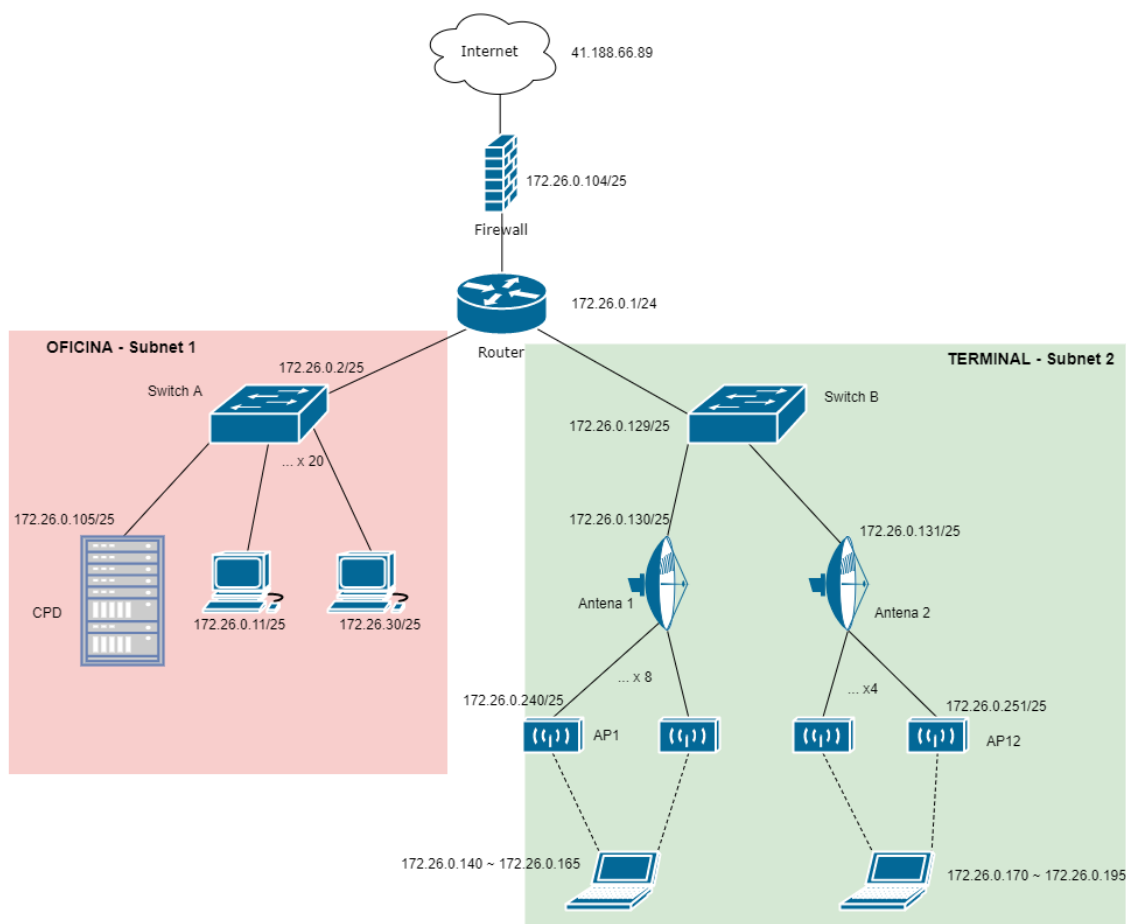 Internet
41.188.66.89
172.26.0.104/25
Firewall
172.26.0.1/24
Router
OFICINA - Subnet 1
TERMINAL - Subnet 2
172.26.0.2/25
Switch A
Switch B
172.26.0.129/25
... x 20
172.26.0.105/25
172.26.0.130/25
172.26.0.131/25
CPD
172.26.0.11/25
172.26.30/25
Antena 1
Antena 2
... x 8
... x4
172.26.0.240/25
172.26.0.251/25
AP1
AP12
172.26.0.140 ~ 172.26.0.165
172.26.0.170 ~ 172.26.0.195